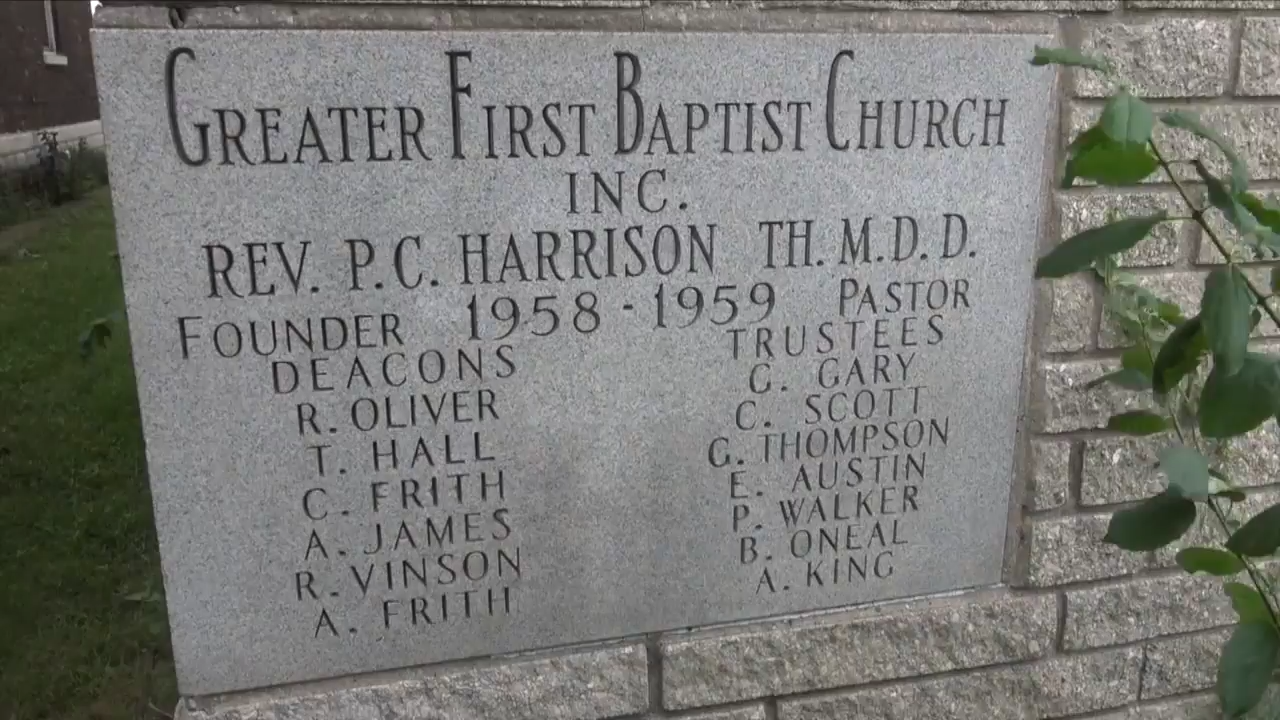 GREATER FIRST BAPTIST CHURCH
INC.
REV. P.C. HARRISON TH. M.D.D.
FOUNDER 1958 - 1959 PASTOR
DEACONS
R. OLIVER
T. HALL
C. FRITH
A. JAMES
R. VINSON
A. FRITH
TRUSTEES
G. GARY
C. SCOTT
G. THOMPSON
E. AUSTIN
P. WALKER
B. ONEAL
A. KING